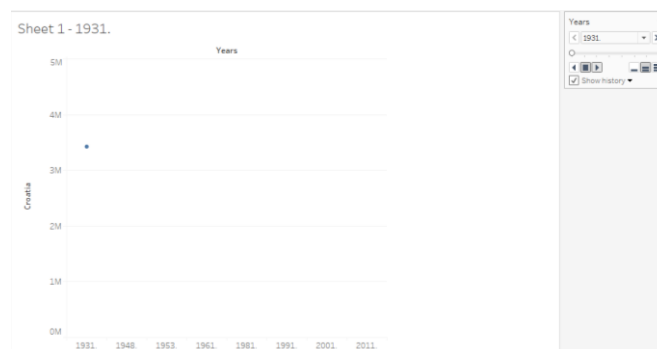 Sheet 1 - 1931.
Years
5M
4M
3M
2M
1M
0M
Croatia
1931. 1948. 1953. 1961. 1981. 1991. 2001. 2011.
Years
1931.
Show history